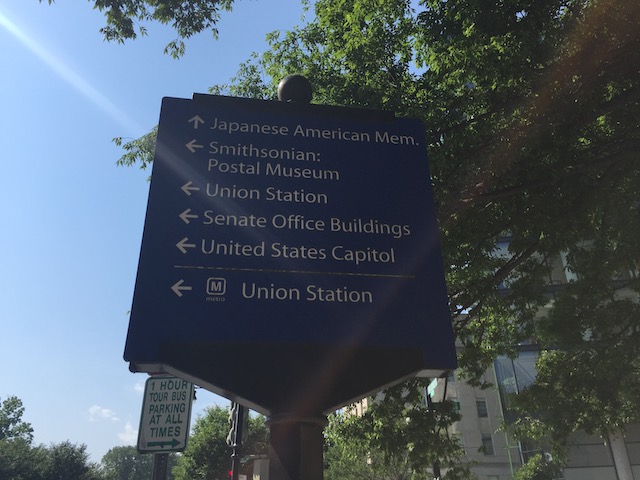 ↑ Japanese American Mem.
← Smithsonian:
Postal Museum
← Union Station
← Senate Office Buildings
← United States Capitol
← M Union Station
metro
1 HOUR
TOUR BUS
PARKING
AT ALL
TIMES